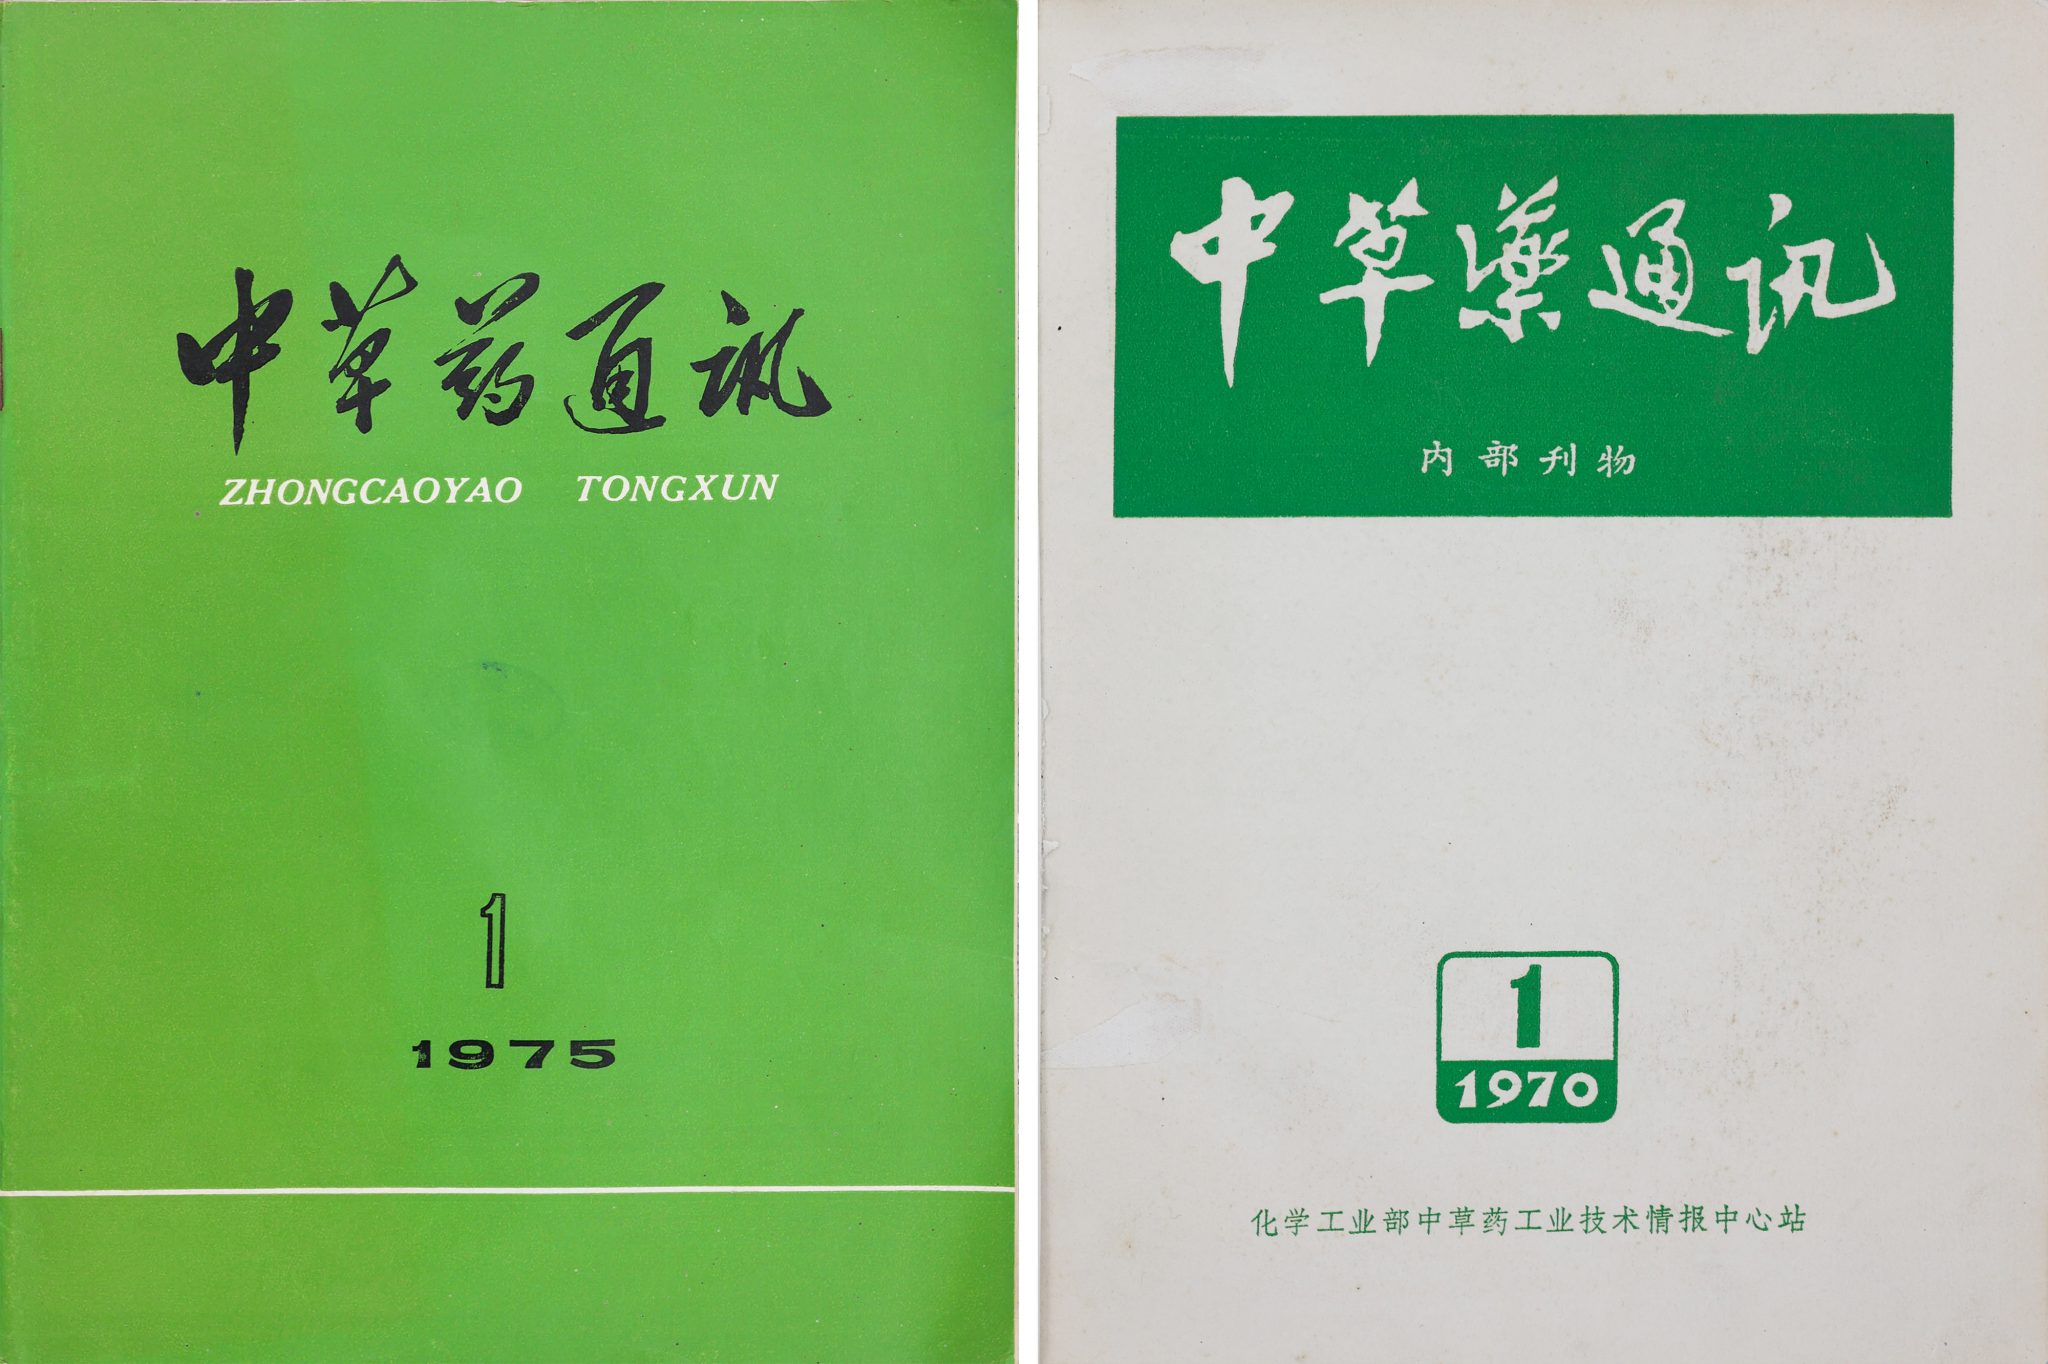 中草药通讯
ZHONGCAOYAO TONGXUN
1
1975
中草藥通讯
内部刊物
1
1970
化学工业部中草药工业技术情报中心站